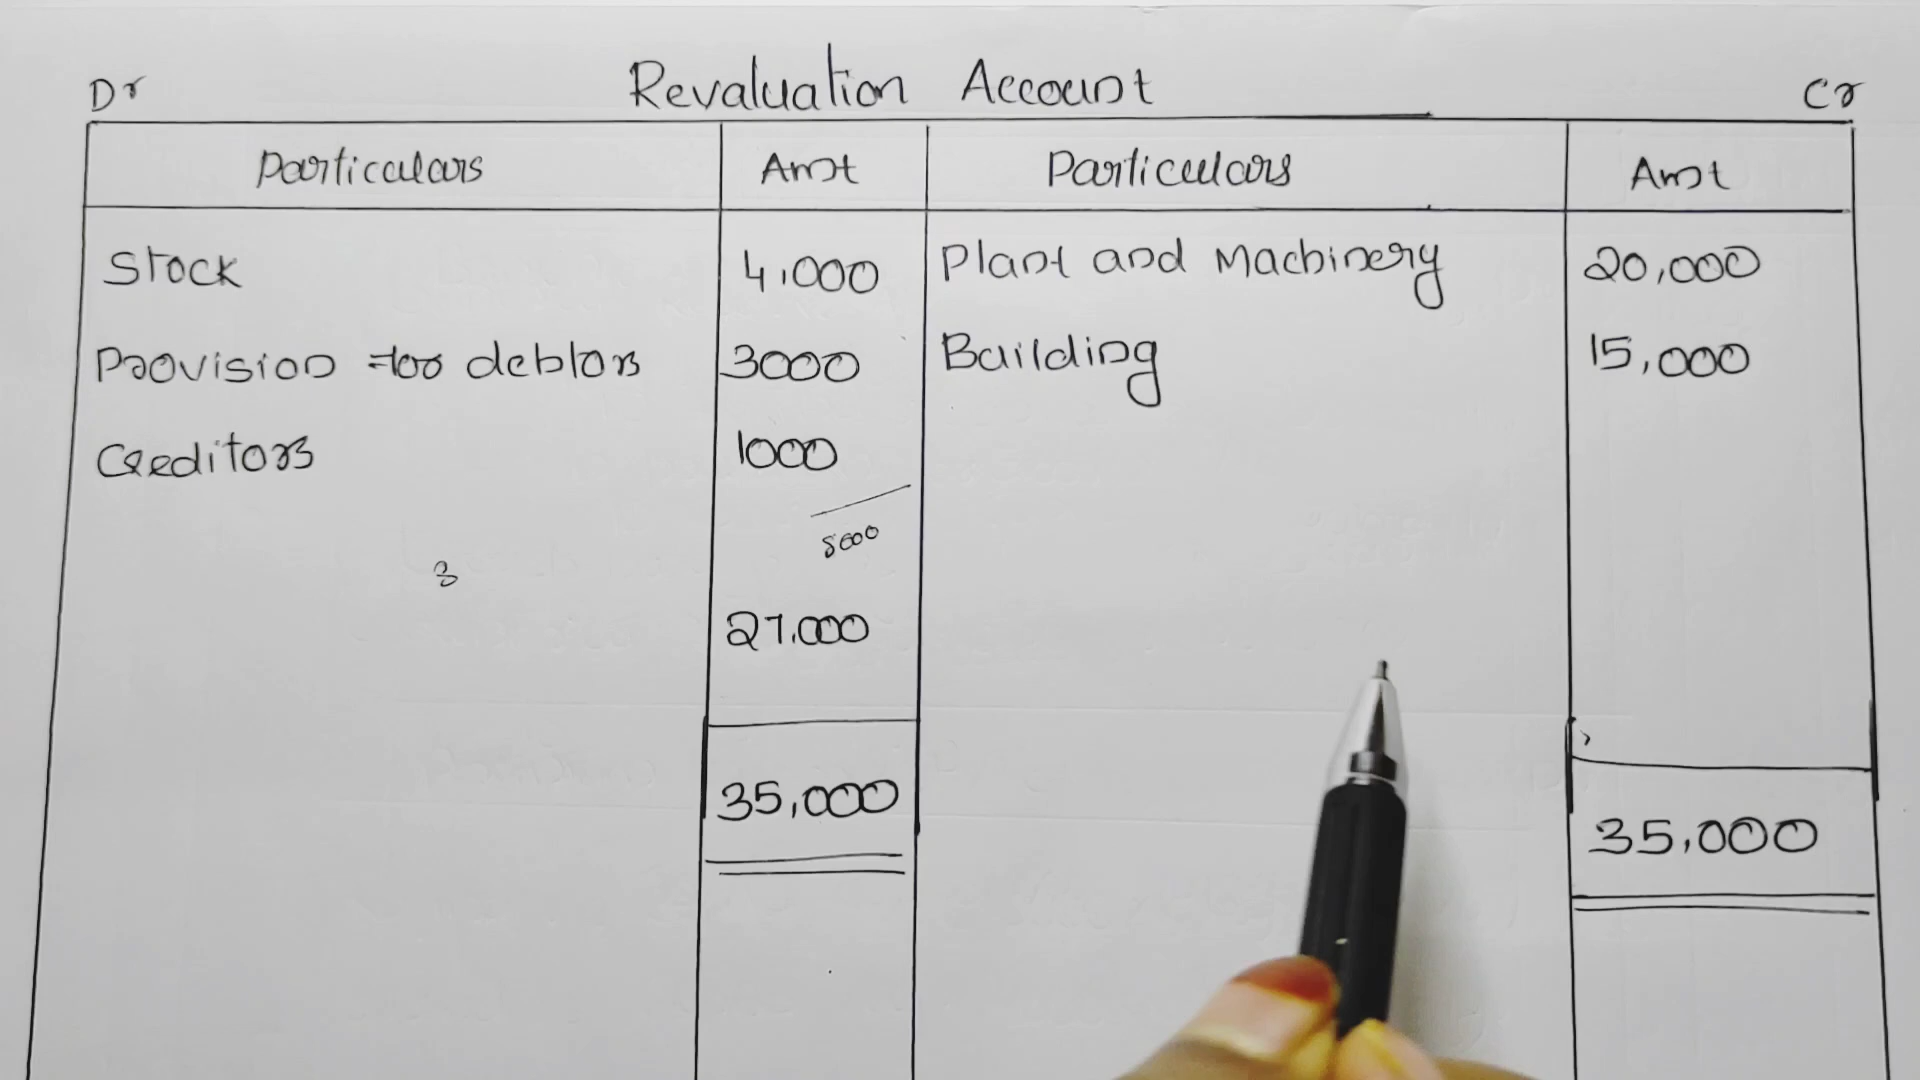 Revaluation Account
Dr Cr
Particulars Amt Particulars Amt
Stock 4,000 Plant and Machinery 20,000
Provision for debtors 3000 Building 15,000
Creditors 1000
8000
3
27,000
35,000 35,000